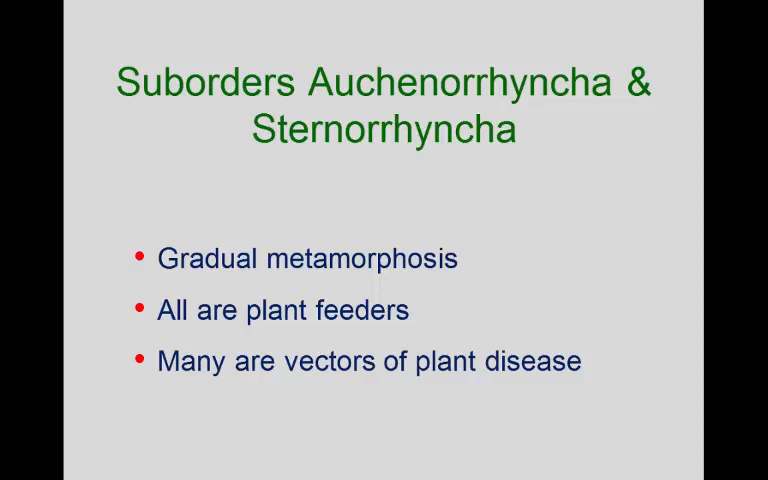 Suborders Auchenorrhyncha &
Sternorrhyncha
• Gradual metamorphosis
• All are plant feeders
• Many are vectors of plant disease